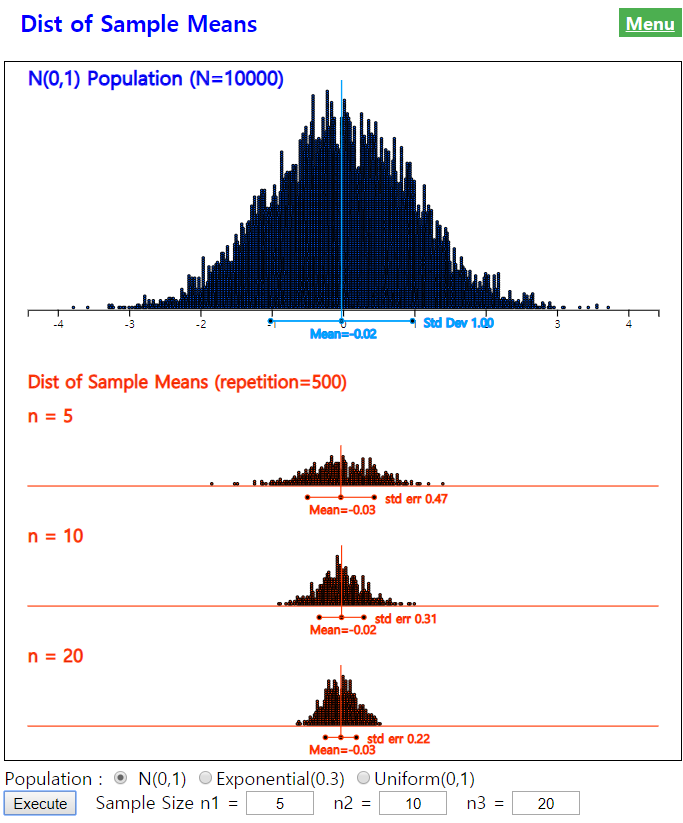 Dist of Sample Means
Menu
N(0,1) Population (N=10000)
-4 -3 -2 -1 0 1 2 3 4
Std Dev 1.00
Mean=-0.02
Dist of Sample Means (repetition=500)
n = 5
std err 0.47
Mean=-0.03
n = 10
std err 0.31
Mean=-0.02
n = 20
std err 0.22
Mean=-0.03
Population : N(0,1) Exponential(0.3) Uniform(0,1)
Execute Sample Size n1 = 5 n2 = 10 n3 = 20